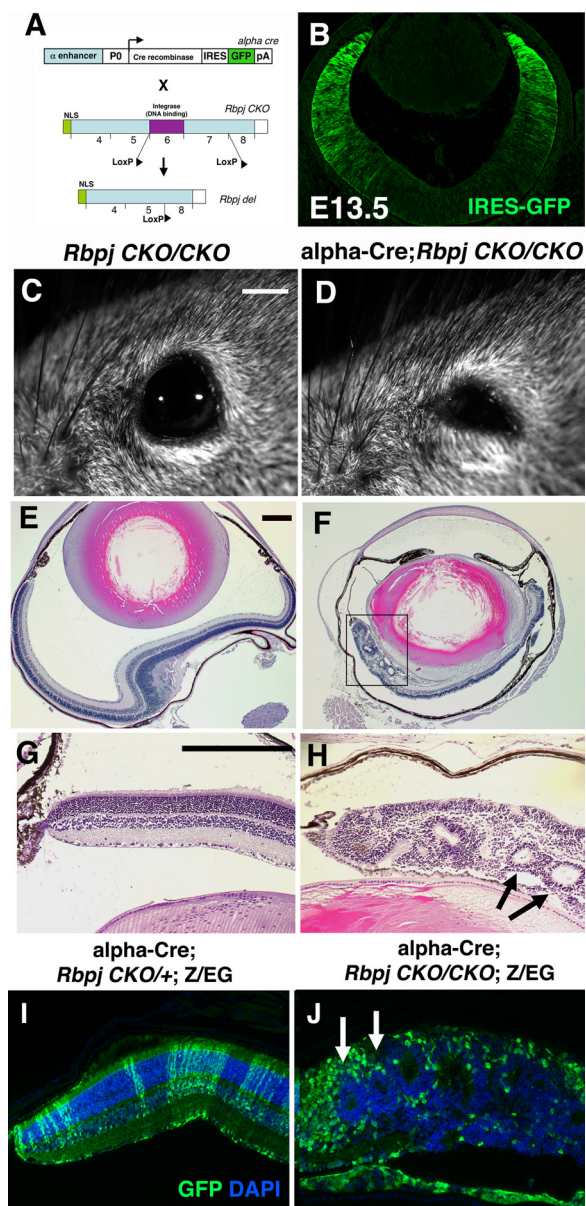 A
alpha cre
α enhancer P0 Cre recombinase IRES GFP pA
X
Integrase
(DNA binding)
Rbpj CKO
NLS
4 5 6 7 8
LoxP LoxP
NLS
Rbpj del
4 5 8
LoxP
B
E13.5 IRES-GFP
Rbpj CKO/CKO alpha-Cre;Rbpj CKO/CKO
C D
E F
G H
alpha-Cre;
Rbpj CKO/+; Z/EG
alpha-Cre;
Rbpj CKO/CKO; Z/EG
I J
GFP DAPI